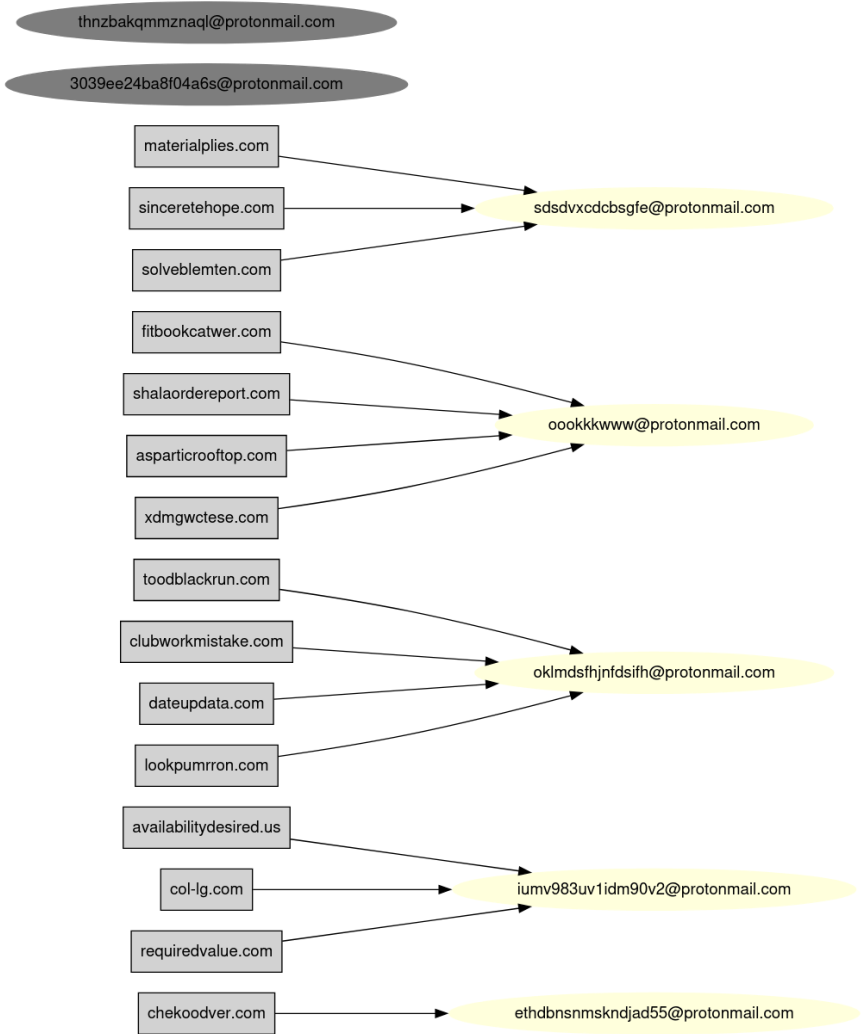 thnzbakqmmznaql@protonmail.com
3039ee24ba8f04a6s@protonmail.com
materialplies.com
sinceretehope.com
sdsdvxcdcbsgfe@protonmail.com
solveblemten.com
fitbookcatwer.com
shalaordereport.com
oookkkwww@protonmail.com
asparticrooftop.com
xdmgwctese.com
toodblackrun.com
clubworkmistake.com
oklmdsfhjnfdsifh@protonmail.com
dateupdata.com
lookpumrron.com
availabilitydesired.us
col-lg.com
iumv983uv1idm90v2@protonmail.com
requiredvalue.com
chekoodver.com
ethdbnsnmskndjad55@protonmail.com